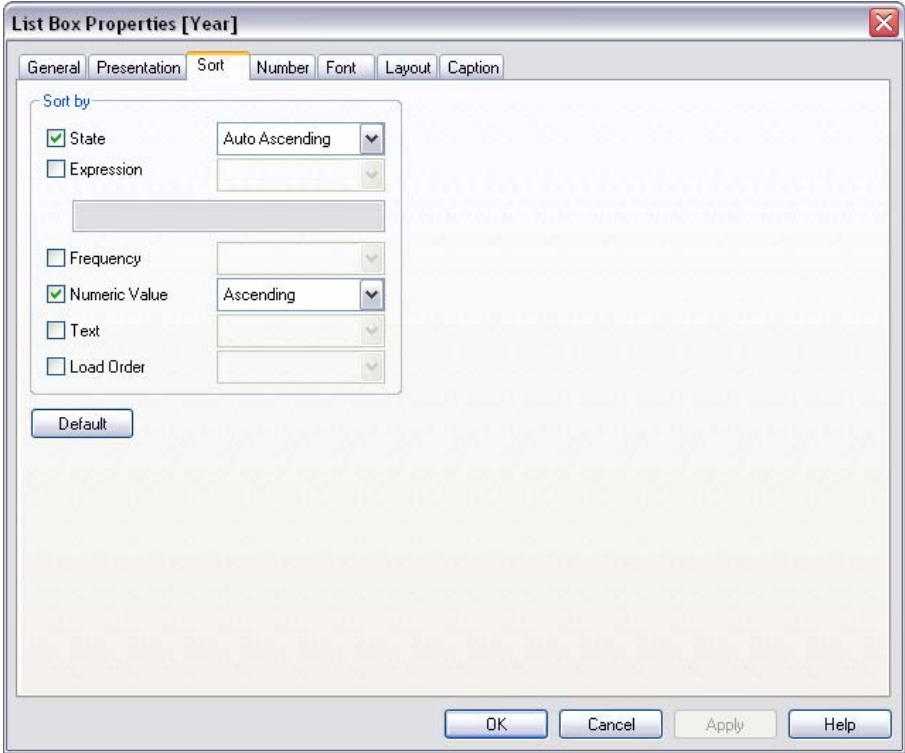 List Box Properties [Year]
General Presentation Sort Number Font Layout Caption
Sort by
State Auto Ascending
Expression
Frequency
Numeric Value Ascending
Text
Load Order
Default
OK Cancel Apply Help